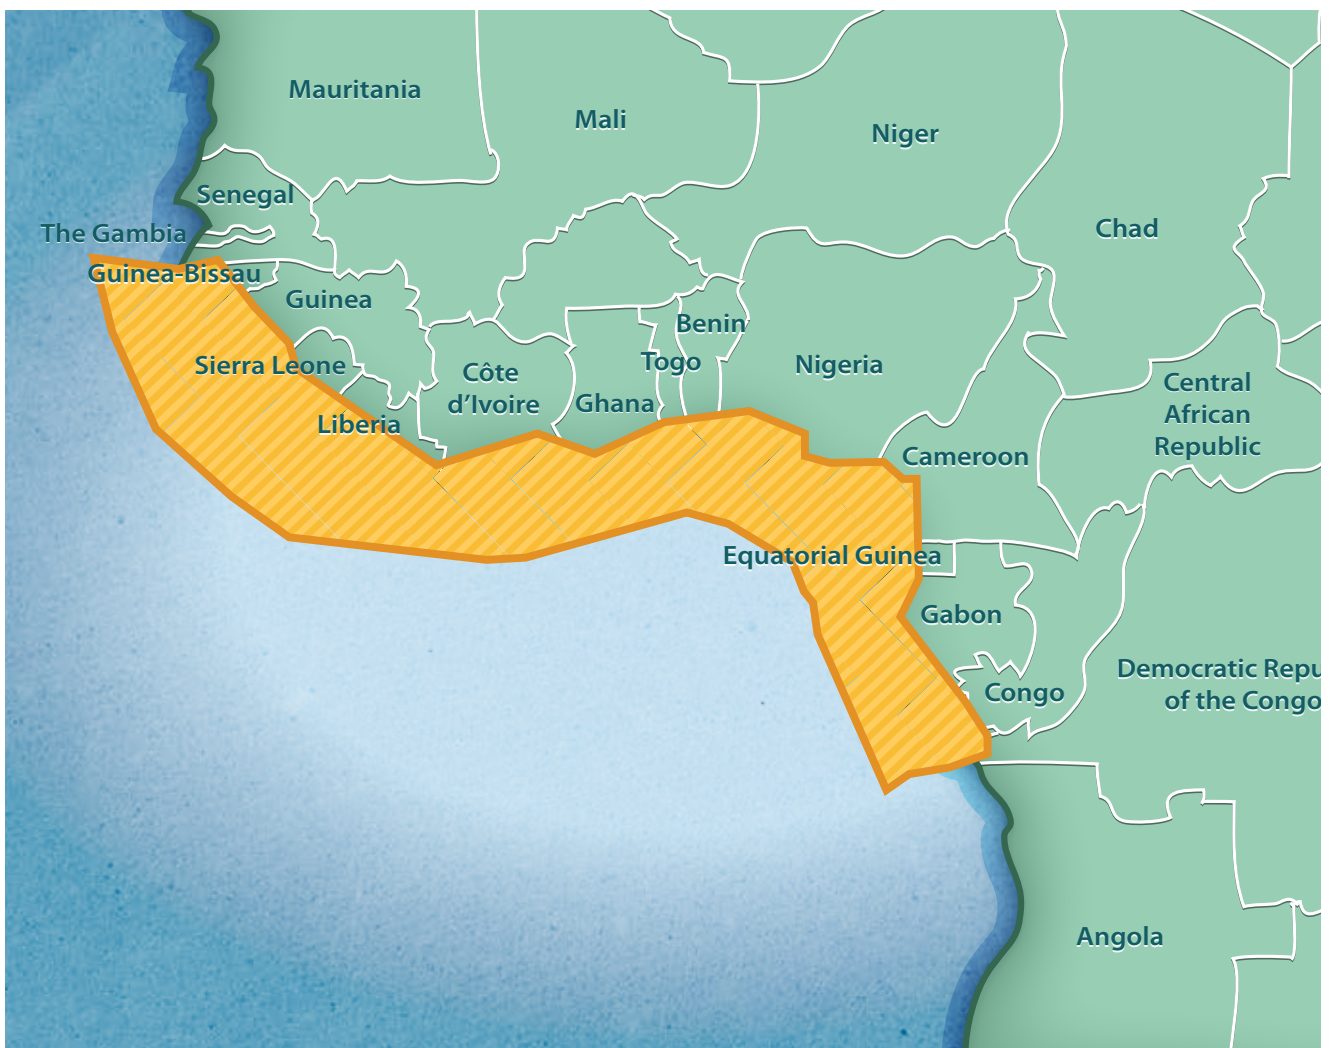 Mauritania
Mali
Niger
Senegal
Chad
The Gambia
Guinea-Bissau
Guinea
Benin
Sierra Leone
Togo
Nigeria
Côte
d’Ivoire
Ghana
Central
African
Republic
Liberia
Cameroon
Equatorial Guinea
Gabon
Democratic Repu
of the Congo
Congo
Angola